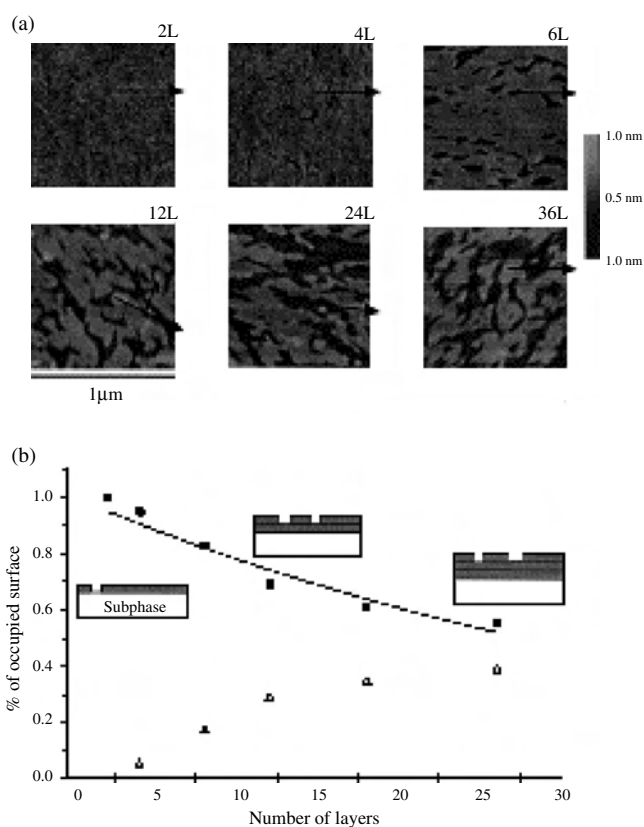 (a)
2L 4L 6L
1.0 nm
0.5 nm
1.0 nm
12L 24L 36L
1μm
(b)
% of occupied surface
1.0
0.8
0.6
0.4
0.2
0.0
Subphase
0 5 10 15 20 25 30
Number of layers